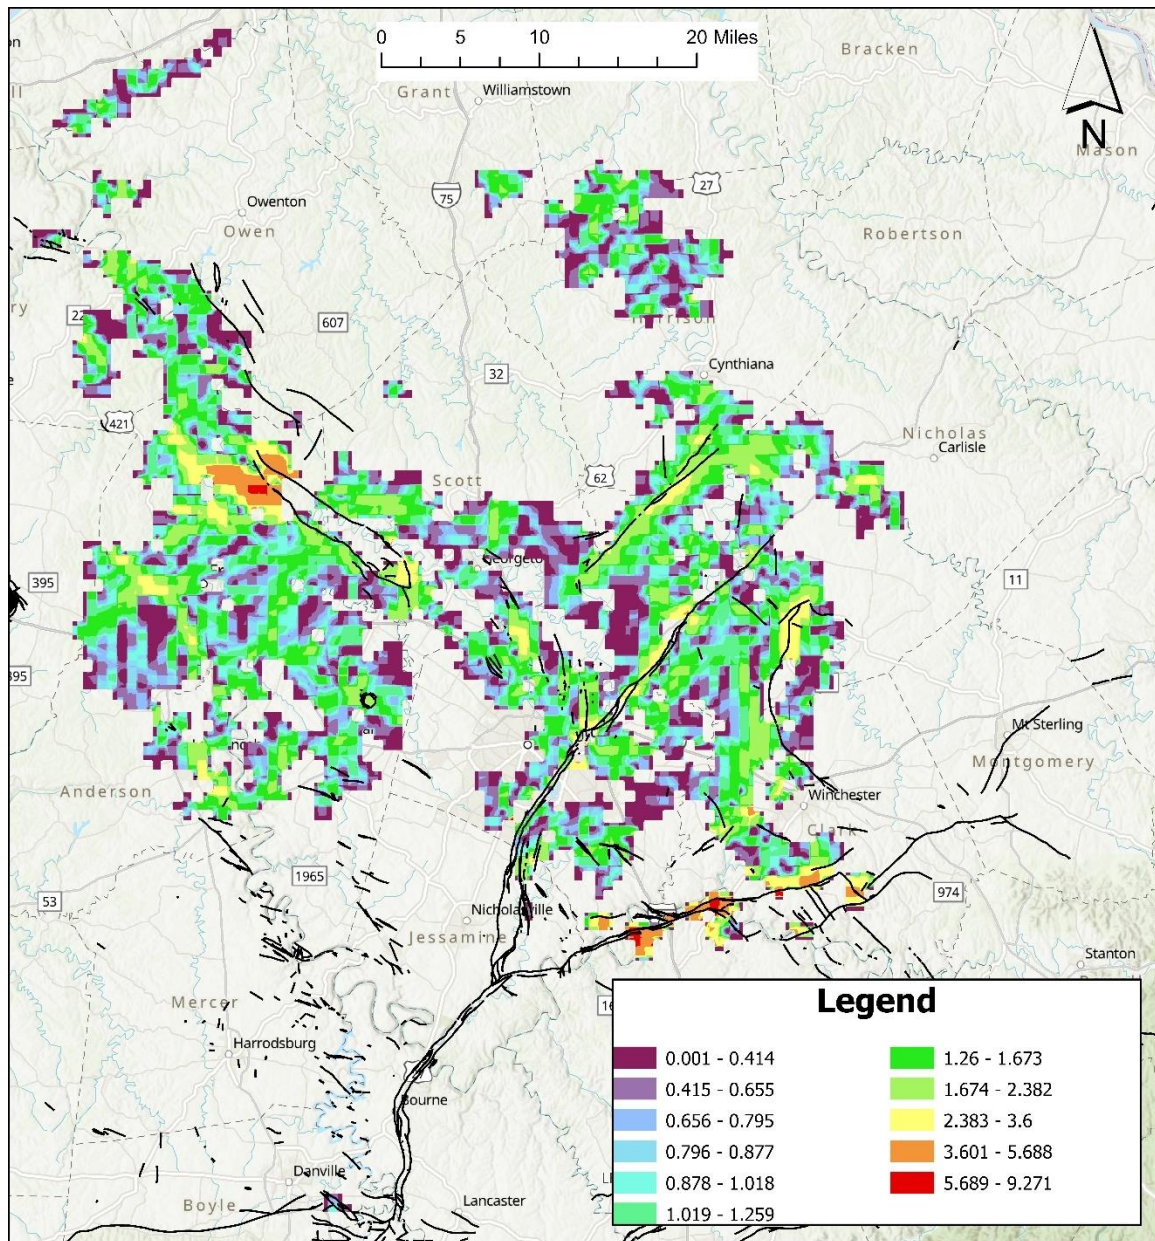 0 5 10 20 Miles
Bracken
Grant
Williamstown
N
Mason
75
27
Owenton
Owen
Robertson
22
607
32
Cynthiana
421
Nicholas
Carlisle
62
Scott
395
11
395
Mt Sterling
Montgomery
Anderson
Winchester
Clark
1965
53
974
Nicholasville
Jessamine
Stanton
Mercer
Harrodsburg
Bourne
Danville
Boyle
Lancaster
Legend
0.001 - 0.414
0.415 - 0.655
0.656 - 0.795
0.796 - 0.877
0.878 - 1.018
1.019 - 1.259
1.26 - 1.673
1.674 - 2.382
2.383 - 3.6
3.601 - 5.688
5.689 - 9.271